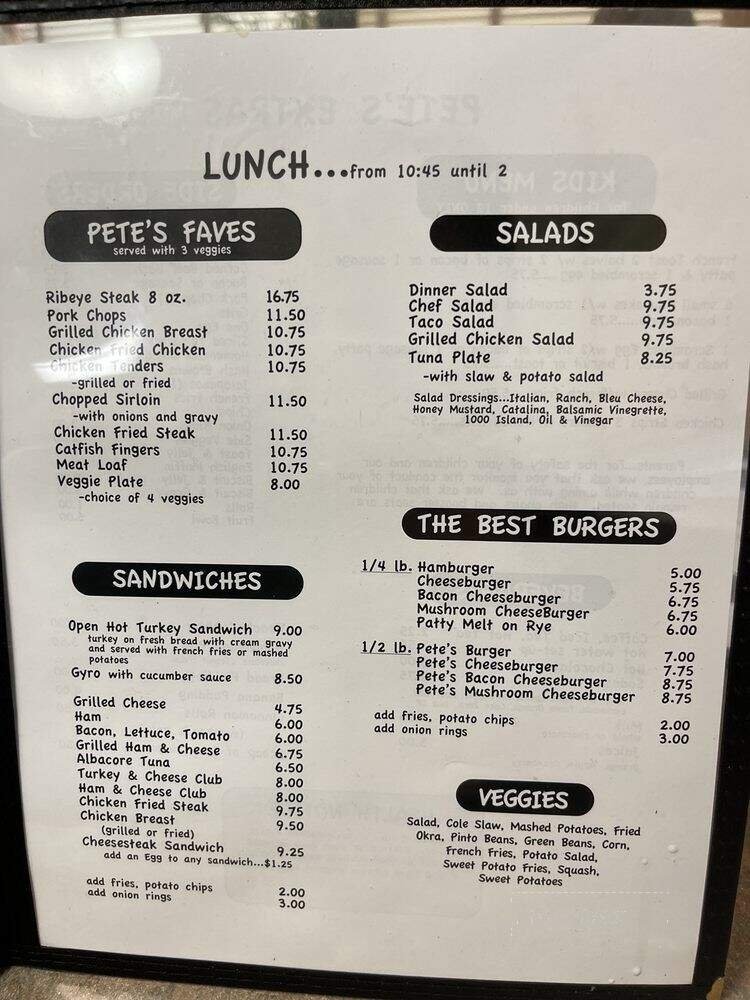 LUNCH...from 10:45 until 2
PETE'S FAVES
served with 3 veggies
Ribeye Steak 8 oz. 16.75
Pork Chops 11.50
Grilled Chicken Breast 10.75
Chicken Fried Chicken 10.75
Chicken Tenders 10.75
-grilled or fried
Chopped Sirloin 11.50
-with onions and gravy
Chicken Fried Steak 11.50
Catfish Fingers 10.75
Meat Loaf 10.75
Veggie Plate 8.00
-choice of 4 veggies
SANDWICHES
Open Hot Turkey Sandwich 9.00
turkey on fresh bread with cream gravy
and served with french fries or mashed
potatoes
Gyro with cucumber sauce 8.50
Grilled Cheese 4.75
Ham 6.00
Bacon, Lettuce, Tomato 6.00
Grilled Ham & Cheese 6.75
Albacore Tuna 6.50
Turkey & Cheese Club 8.00
Ham & Cheese Club 8.00
Chicken Fried Steak 9.75
Chicken Breast 9.50
(grilled or fried)
Cheesesteak Sandwich 9.25
add an Egg to any sandwich...$1.25
add fries, potato chips 2.00
add onion rings 3.00
SALADS
Dinner Salad 3.75
Chef Salad 9.75
Taco Salad 9.75
Grilled Chicken Salad 9.75
Tuna Plate 8.25
-with slaw & potato salad
Salad Dressings...Italian, Ranch, Bleu Cheese,
Honey Mustard, Catalina, Balsamic Vinegrette,
1000 Island, Oil & Vinegar
THE BEST BURGERS
1/4 lb. Hamburger 5.00
Cheeseburger 5.75
Bacon Cheeseburger 6.75
Mushroom CheeseBurger 6.75
Patty Melt on Rye 6.00
1/2 lb. Pete's Burger 7.00
Pete's Cheeseburger 7.75
Pete's Bacon Cheeseburger 8.75
Pete's Mushroom Cheeseburger 8.75
add fries, potato chips 2.00
add onion rings 3.00
VEGGIES
Salad, Cole Slaw, Mashed Potatoes, Fried
Okra, Pinto Beans, Green Beans, Corn,
French Fries, Potato Salad,
Sweet Potato Fries, Squash,
Sweet Potatoes